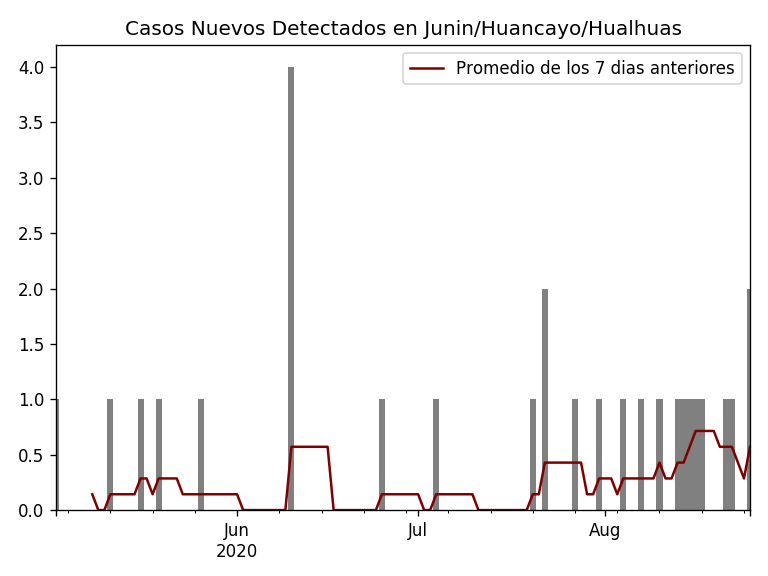 Casos Nuevos Detectados en Junin/Huancayo/Hualhuas
Promedio de los 7 dias anteriores
4.0
3.5
3.0
2.5
2.0
1.5
1.0
0.5
0.0
Jun
2020
Jul
Aug